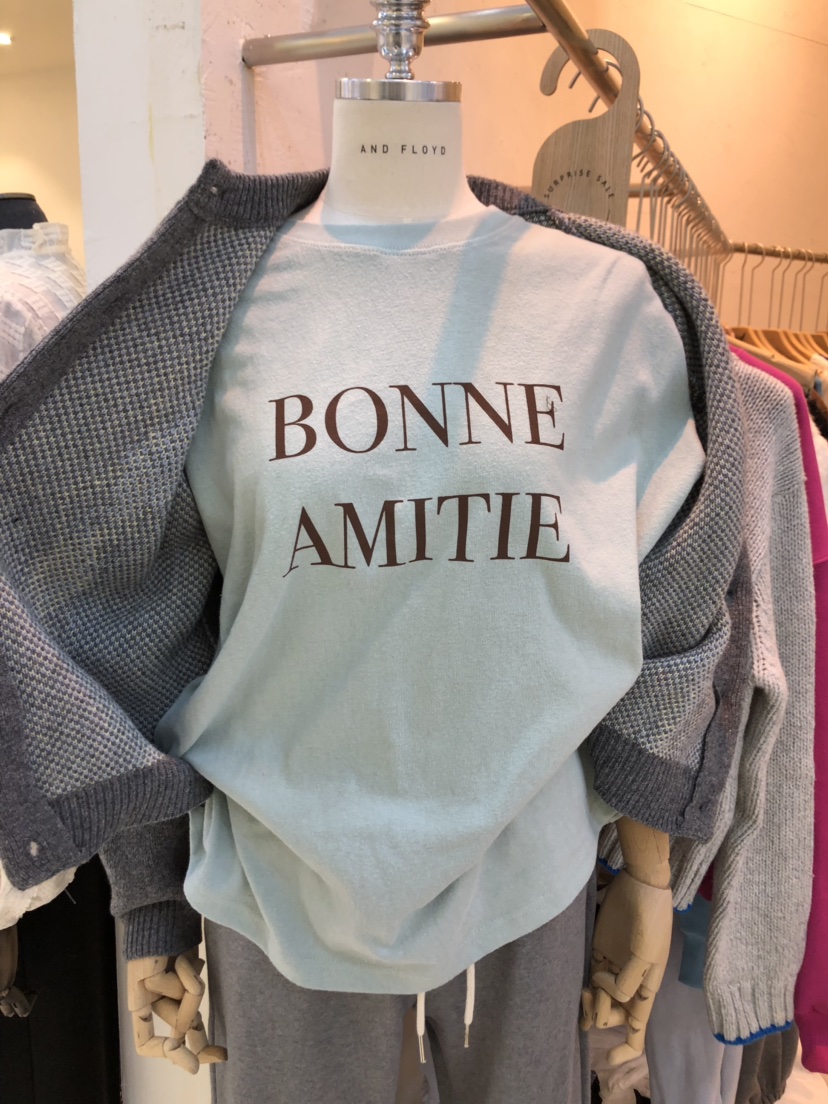 AND FLOYD
SURPRISE SALE
BONNE
AMITIE